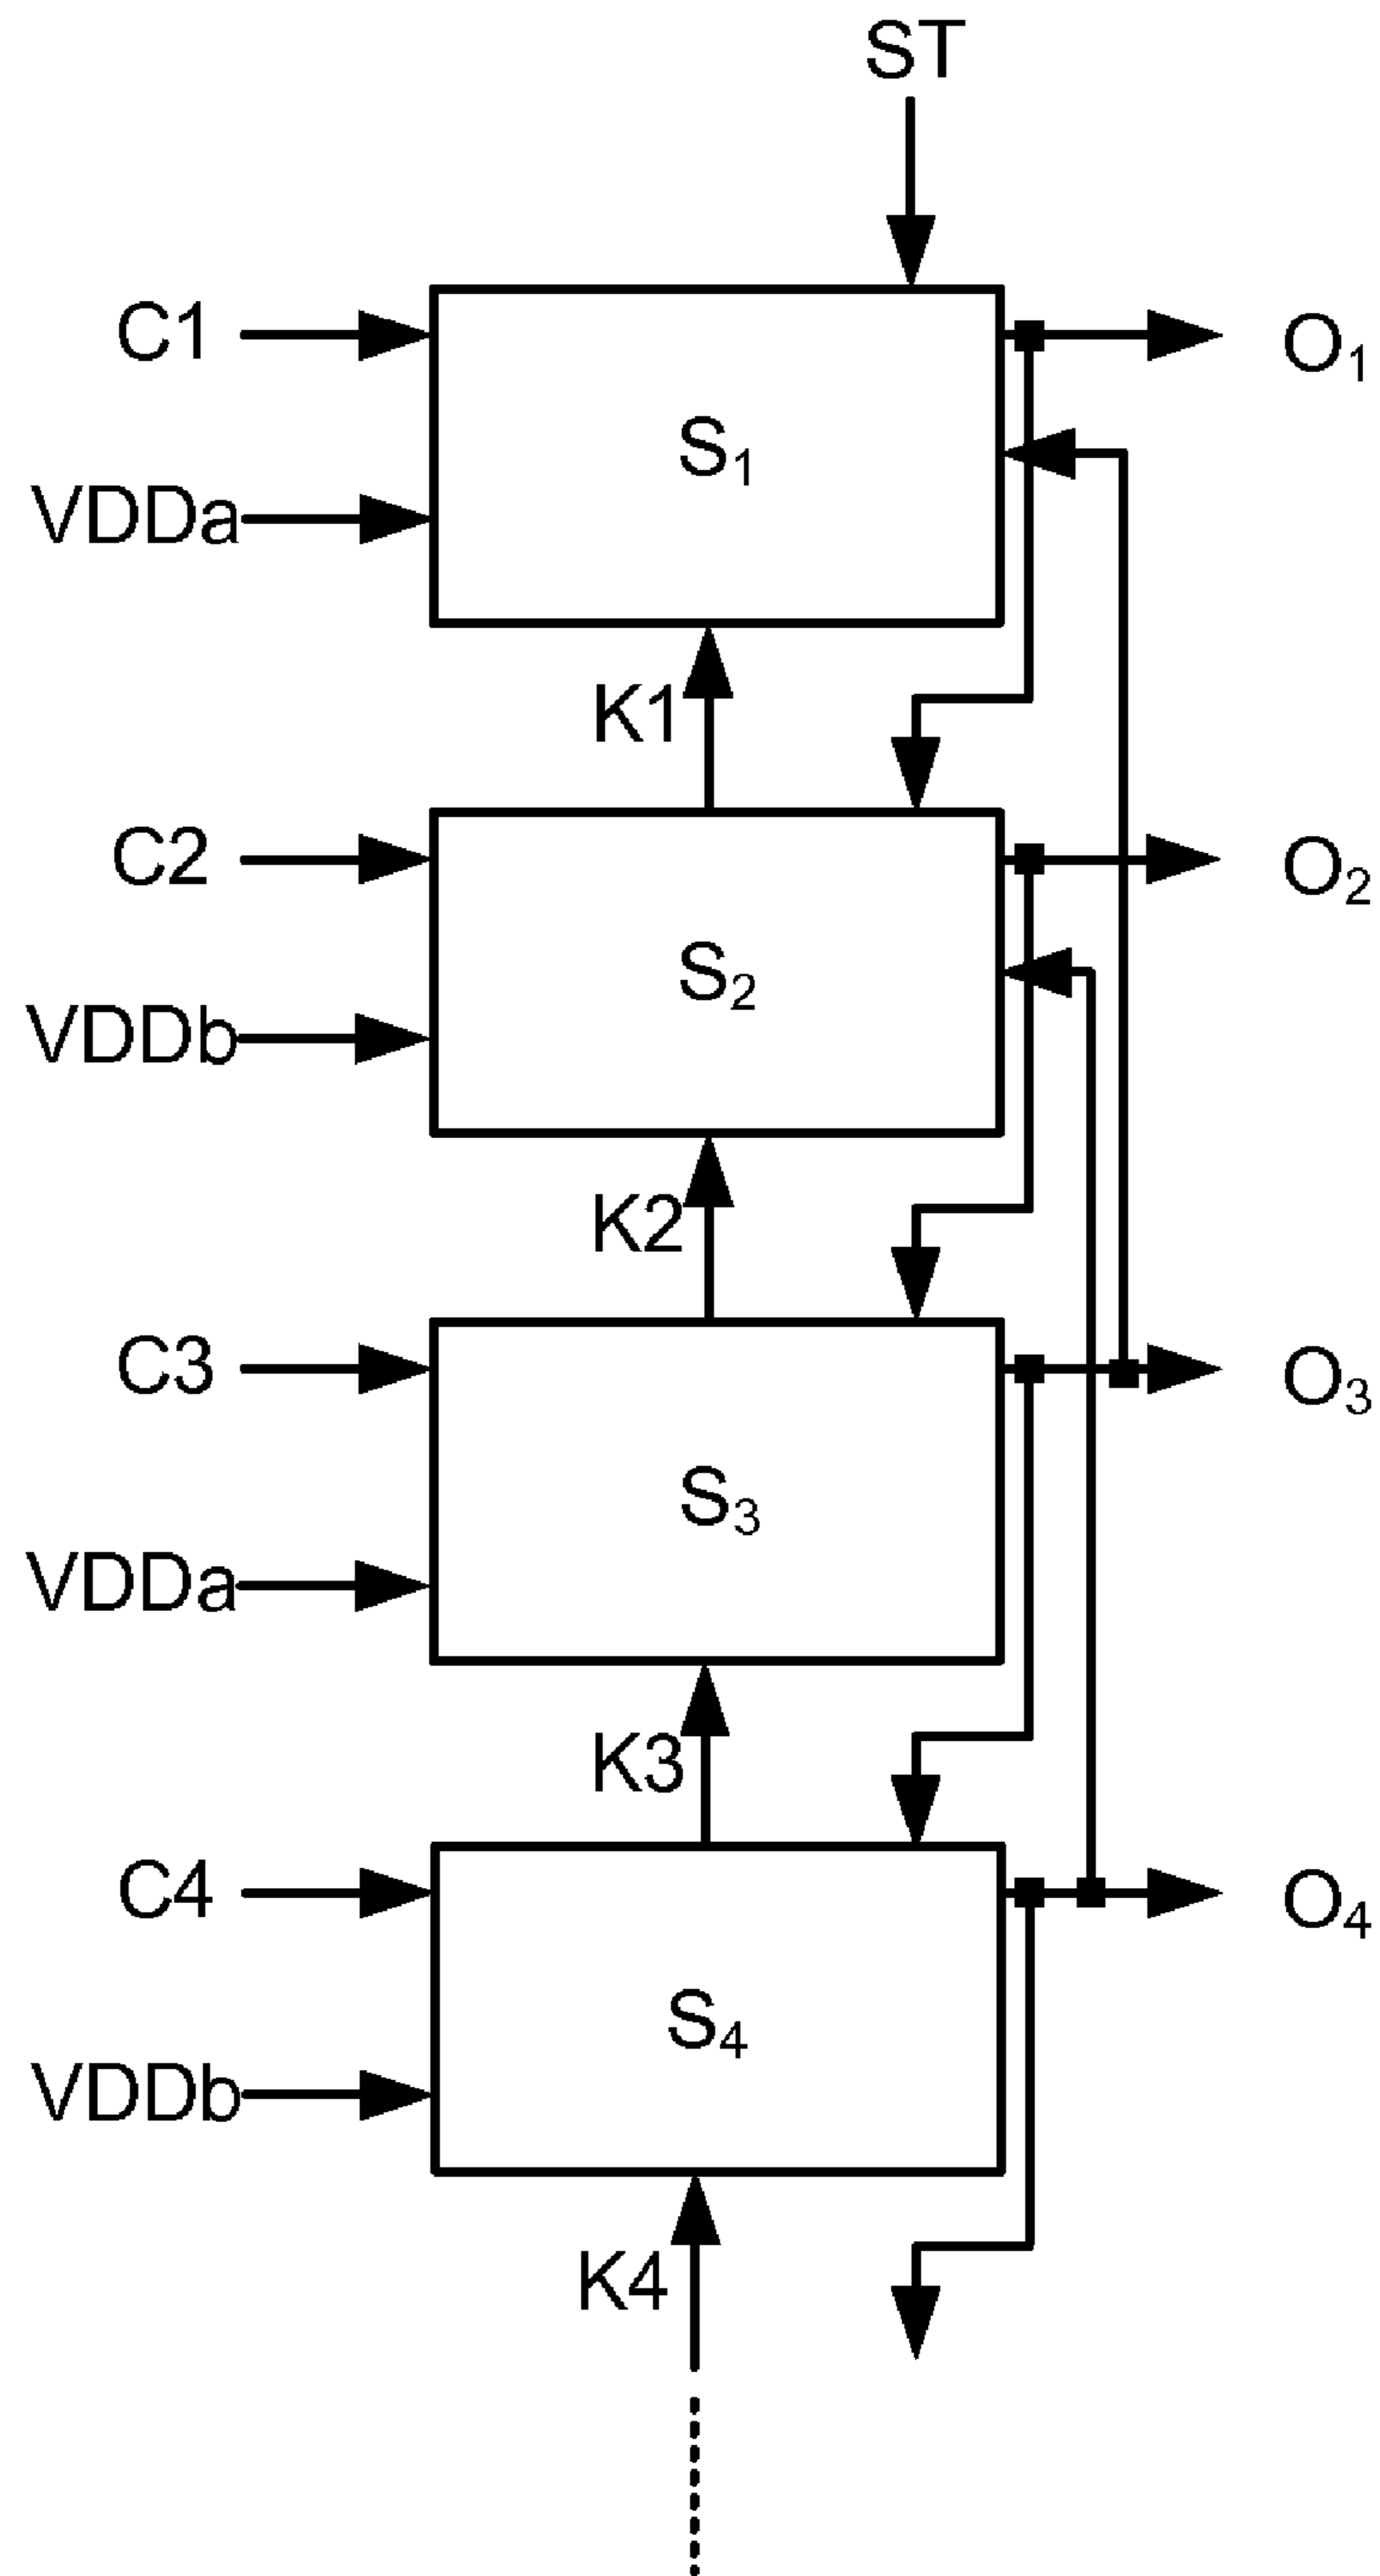 ST
C1
O₁
S₁
VDDa
K1
C2
O₂
S₂
VDDb
K2
C3
O₃
S₃
VDDa
K3
C4
O₄
S₄
VDDb
K4